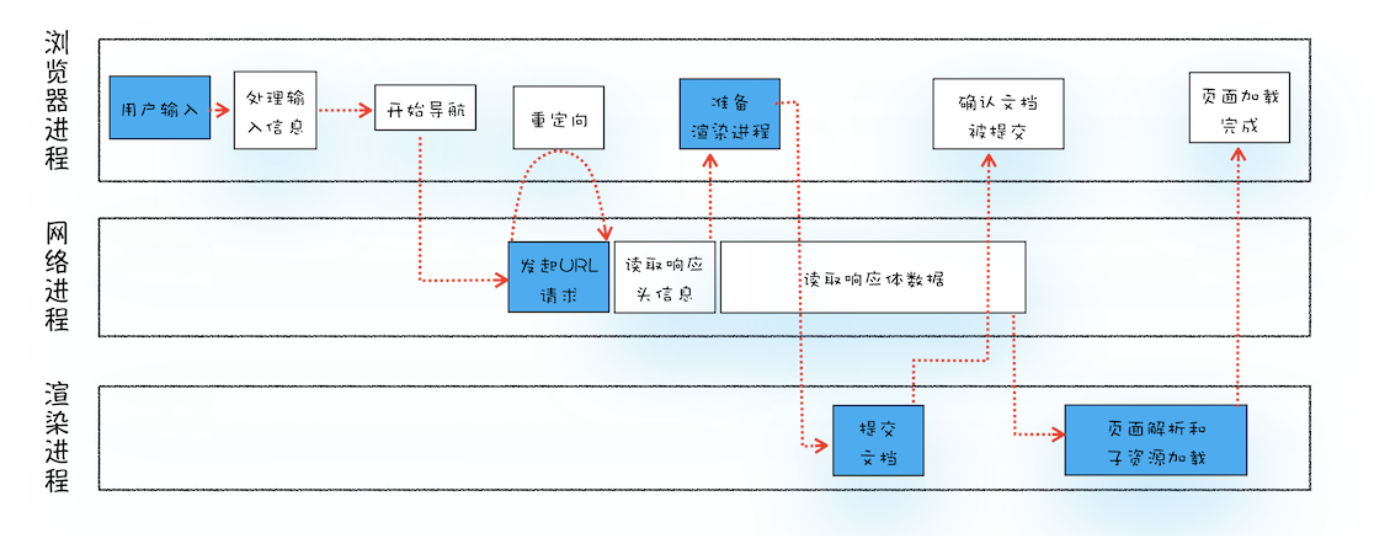 浏览器进程
用户输入
处理输
入信息
开始导航
重定向
准备
渲染进程
确认文档
被提交
页面加载
完成
网络进程
发起URL
请求
读取响应
头信息
读取响应体数据
渲染进程
提交
文档
页面解析和
子资源加载